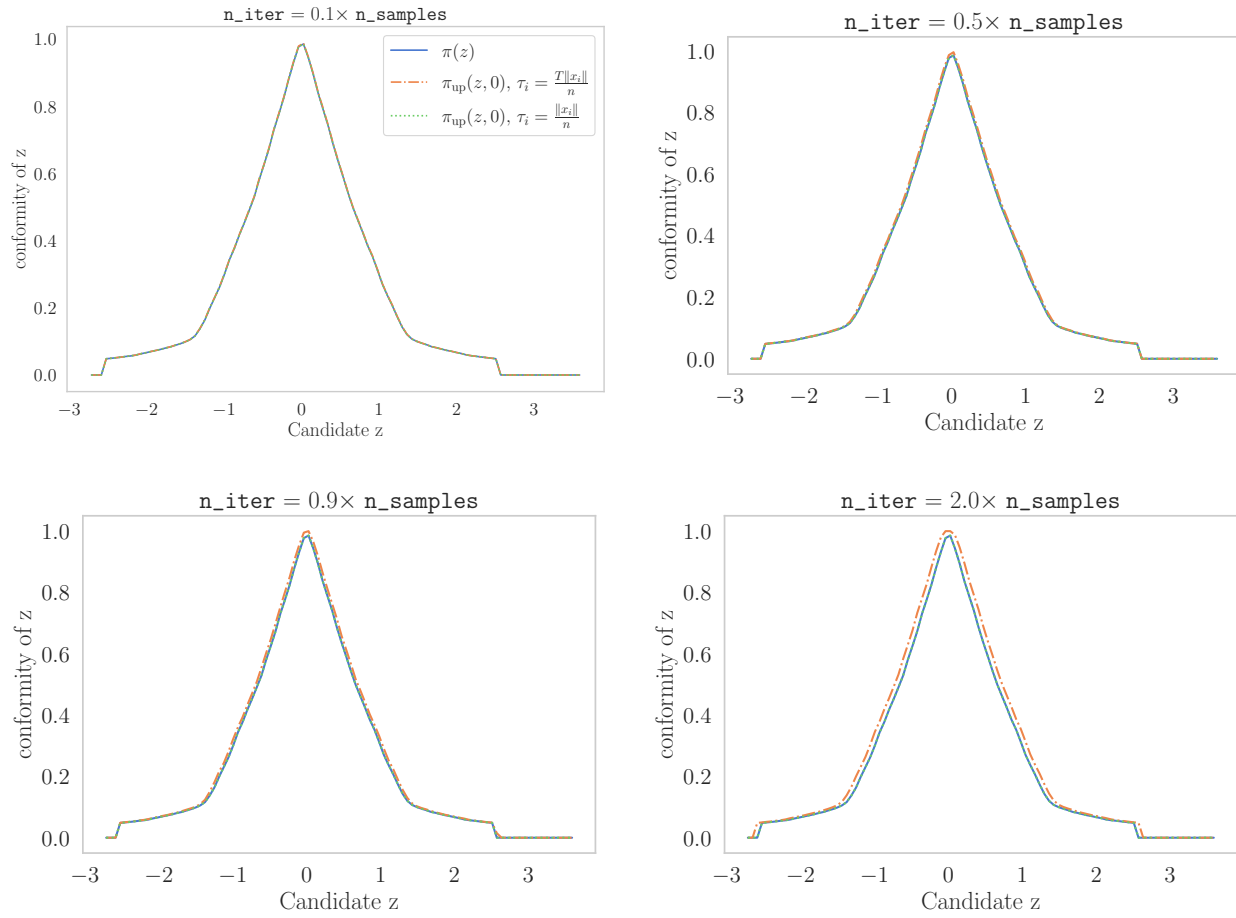 n_iter = 0.1× n_samples
1.0
0.8
0.6
0.4
0.2
0.0
conformity of z
π(z)
π_up(z, 0), τ_i = T‖x_i‖/n
π_up(z, 0), τ_i = ‖x_i‖/n
−3 −2 −1 0 1 2 3
Candidate z
n_iter = 0.5× n_samples
1.0
0.8
0.6
0.4
0.2
0.0
conformity of z
−3 −2 −1 0 1 2 3
Candidate z
n_iter = 0.9× n_samples
1.0
0.8
0.6
0.4
0.2
0.0
conformity of z
−3 −2 −1 0 1 2 3
Candidate z
n_iter = 2.0× n_samples
1.0
0.8
0.6
0.4
0.2
0.0
conformity of z
−3 −2 −1 0 1 2 3
Candidate z